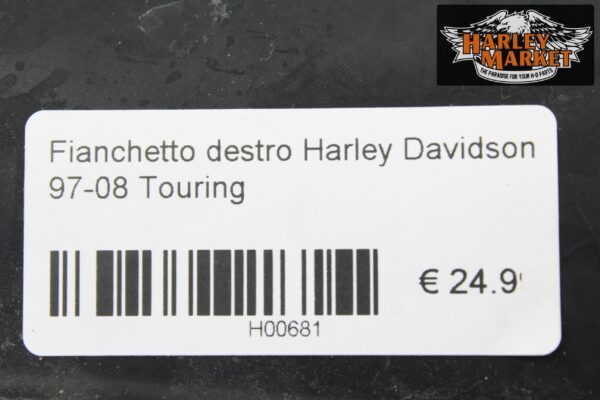 HARLEY
MARKET
THE PARADISE FOR YOUR H-D PARTS
Fianchetto destro Harley Davidson
97-08 Touring
€ 24.9
H00681